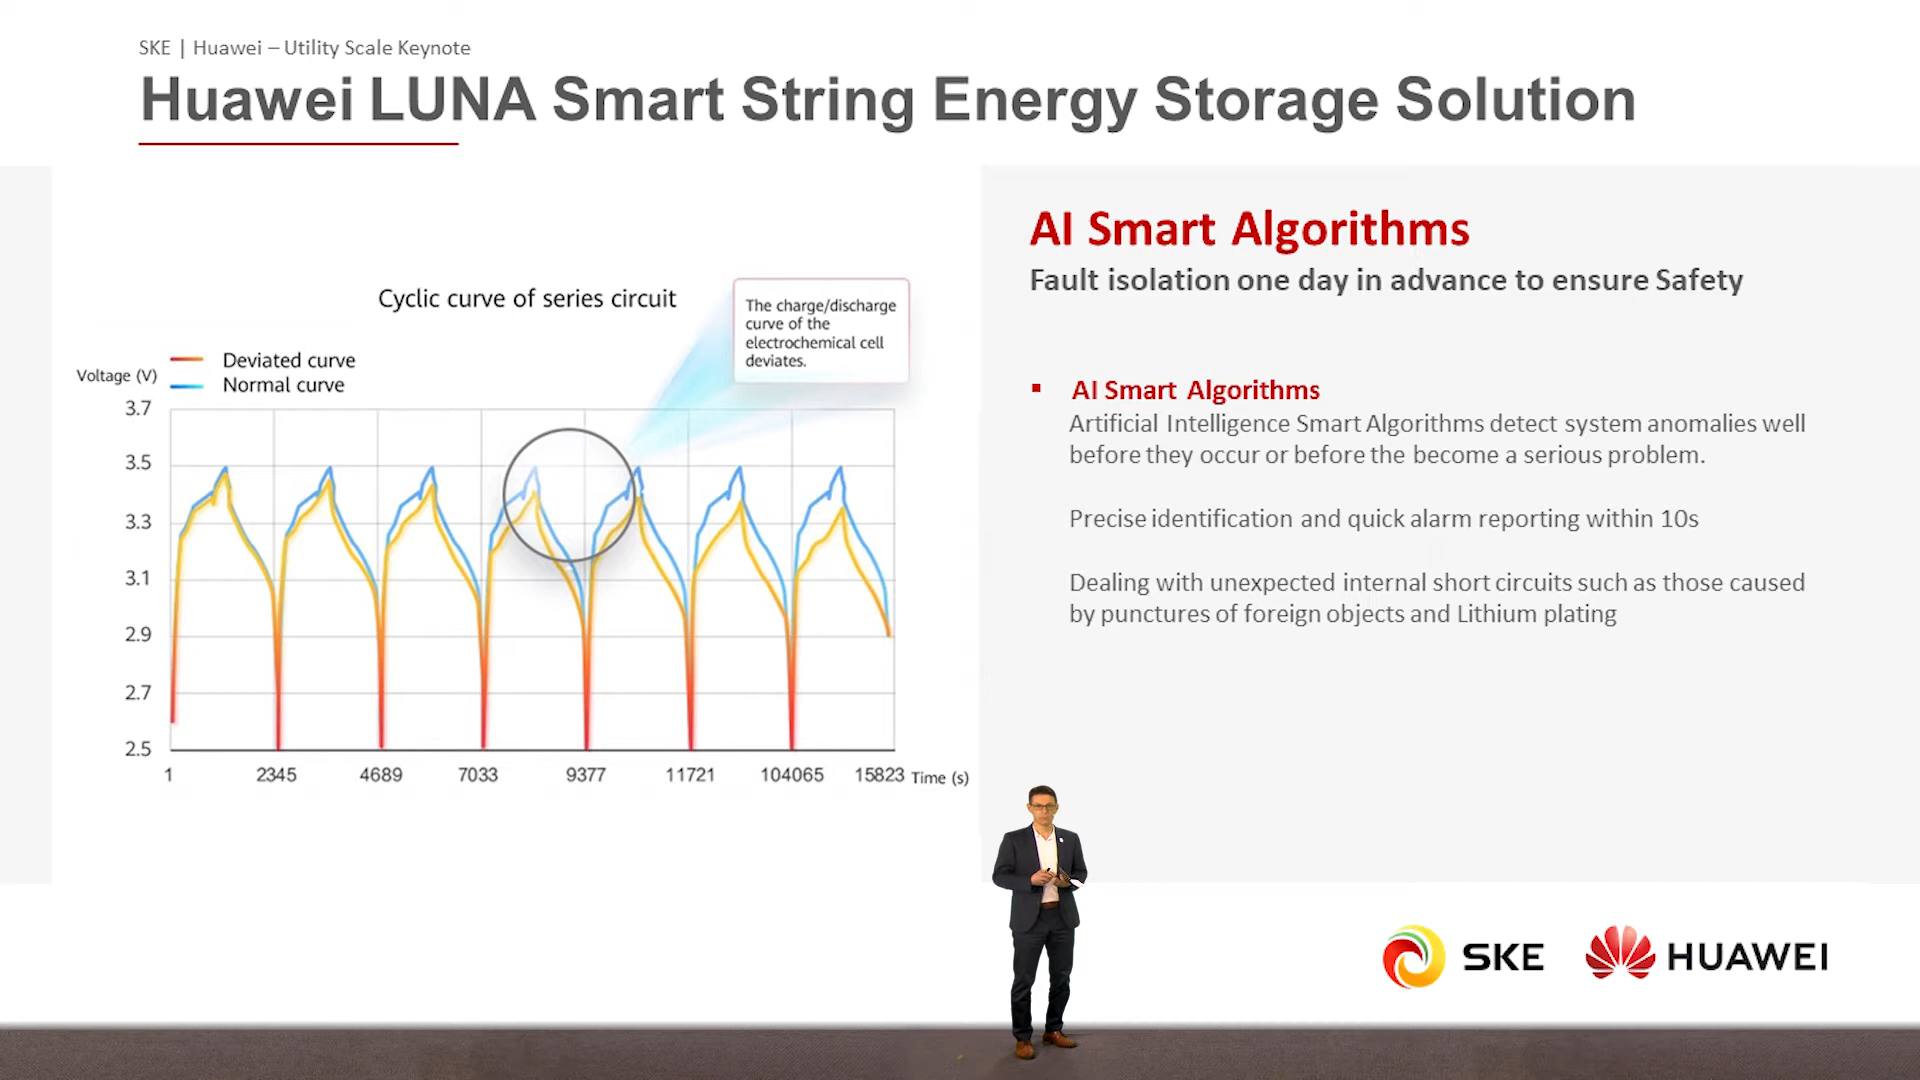 SKE | Huawei – Utility Scale Keynote
Huawei LUNA Smart String Energy Storage Solution
Cyclic curve of series circuit
The charge/discharge
curve of the
electrochemical cell
deviates.
Deviated curve
Normal curve
Voltage (V)
3.7
3.5
3.3
3.1
2.9
2.7
2.5
1 2345 4689 7033 9377 11721 104065 15823 Time (s)
AI Smart Algorithms
Fault isolation one day in advance to ensure Safety
▪ AI Smart Algorithms
Artificial Intelligence Smart Algorithms detect system anomalies well
before they occur or before the become a serious problem.
Precise identification and quick alarm reporting within 10s
Dealing with unexpected internal short circuits such as those caused
by punctures of foreign objects and Lithium plating
SKE HUAWEI